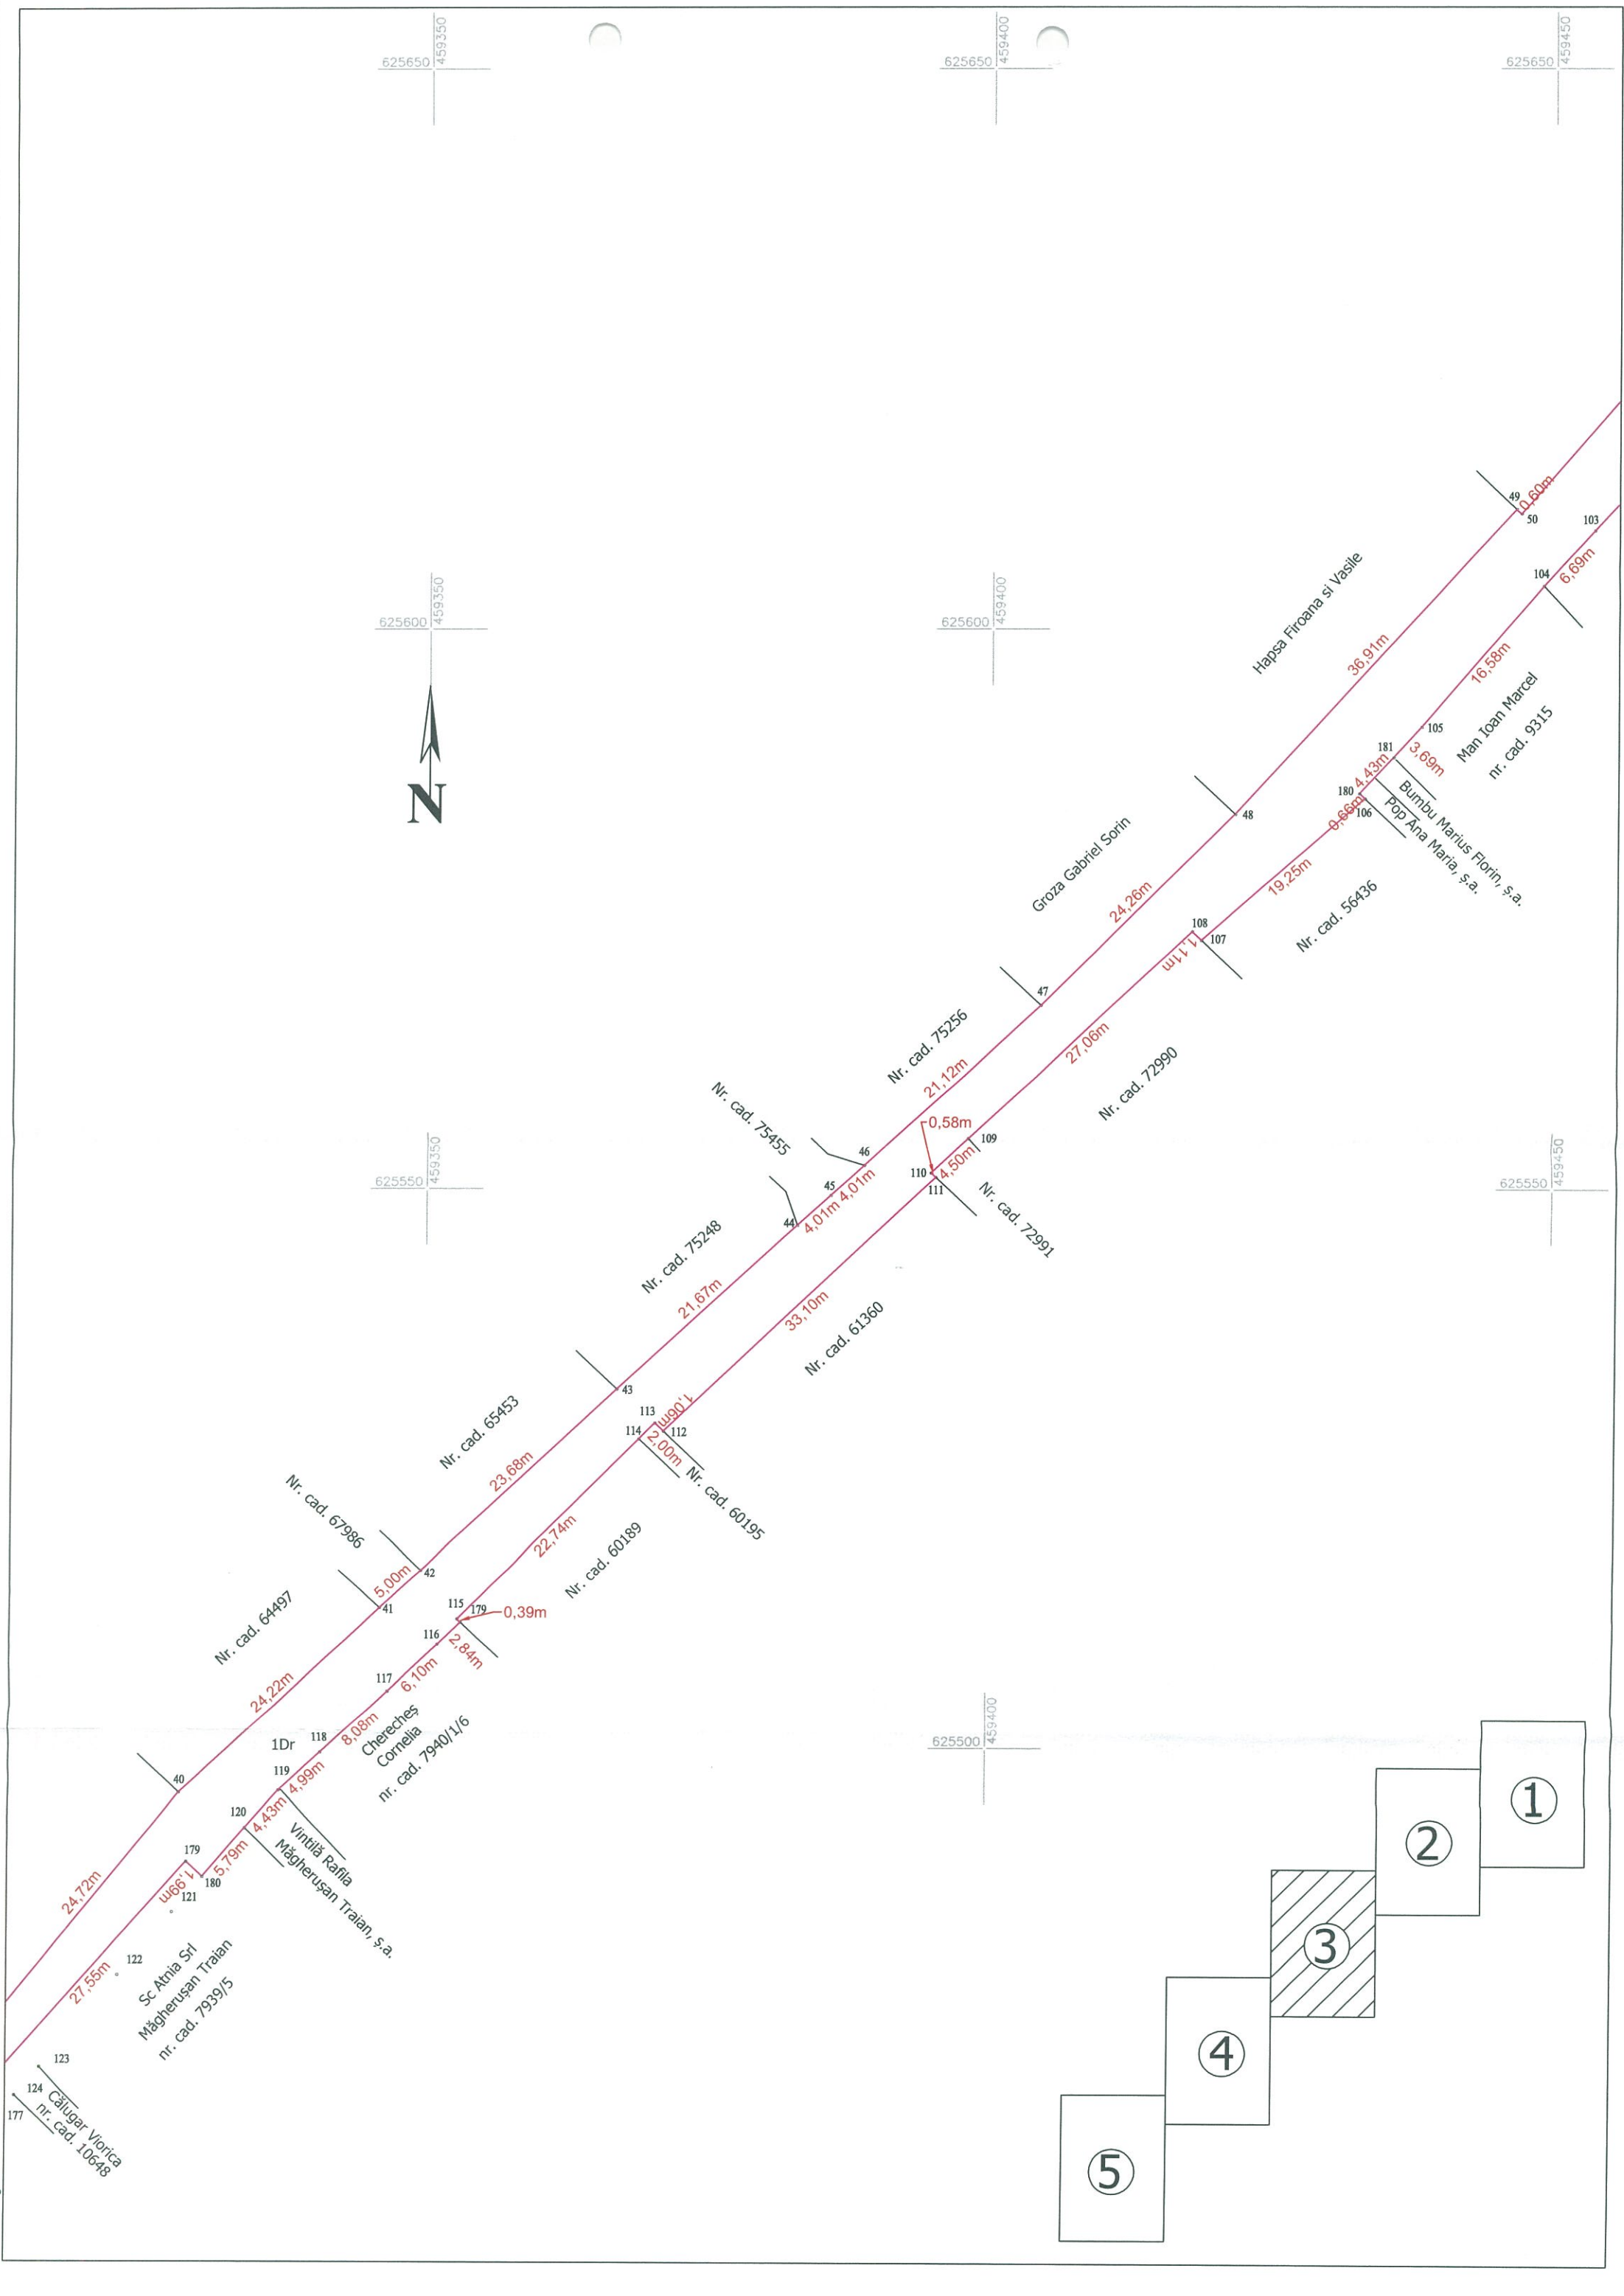 625650
459350
625650
459400
625650
459450
49
0,60m
50
103
104
6,69m
625600
459350
625600
459400
Hapsa Firoana si Vasile
36,91m
16,58m
Man Ioan Marcel
nr. cad. 9315
105
181
3,69m
4,43m
180
106
0,66m
Bumbu Marius Florin, ș.a.
Pop Ana Maria, ș.a.
N
48
Groza Gabriel Sorin
24,26m
19,25m
Nr. cad. 56436
108
107
1,11m
47
Nr. cad. 75256
21,12m
27,06m
Nr. cad. 72990
Nr. cad. 75455
0,58m
109
46
110
4,50m
111
45
4,01m
44
4,01m
Nr. cad. 72991
625550
459350
625550
459450
Nr. cad. 75248
21,67m
33,10m
Nr. cad. 61360
43
113
1,06m
112
114
2,00m
Nr. cad. 60195
Nr. cad. 65453
23,68m
22,74m
Nr. cad. 60189
Nr. cad. 67986
42
5,00m
41
115
179
0,39m
116
2,84m
Nr. cad. 64497
24,22m
117
6,10m
118
8,08m
Cherecheș
Cornelia
nr. cad. 7940/1/6
1Dr
119
4,99m
625500
459400
40
120
4,43m
Vintilă Rafila
Măgherușan Traian, ș.a.
5,79m
179
180
1,99m
121
24,72m
122
27,55m
Sc Atnia Srl
Măgherușan Traian
nr. cad. 7939/5
123
124
177
Călugar Viorica
nr. cad. 10648
1
2
3
4
5